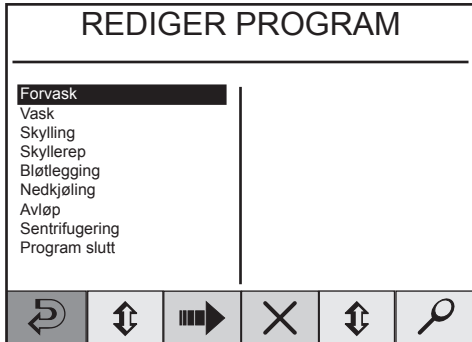 REDIGER PROGRAM
Forvask
Vask
Skylling
Skyllerep
Bløtlegging
Nedkjøling
Avløp
Sentrifugering
Program slutt